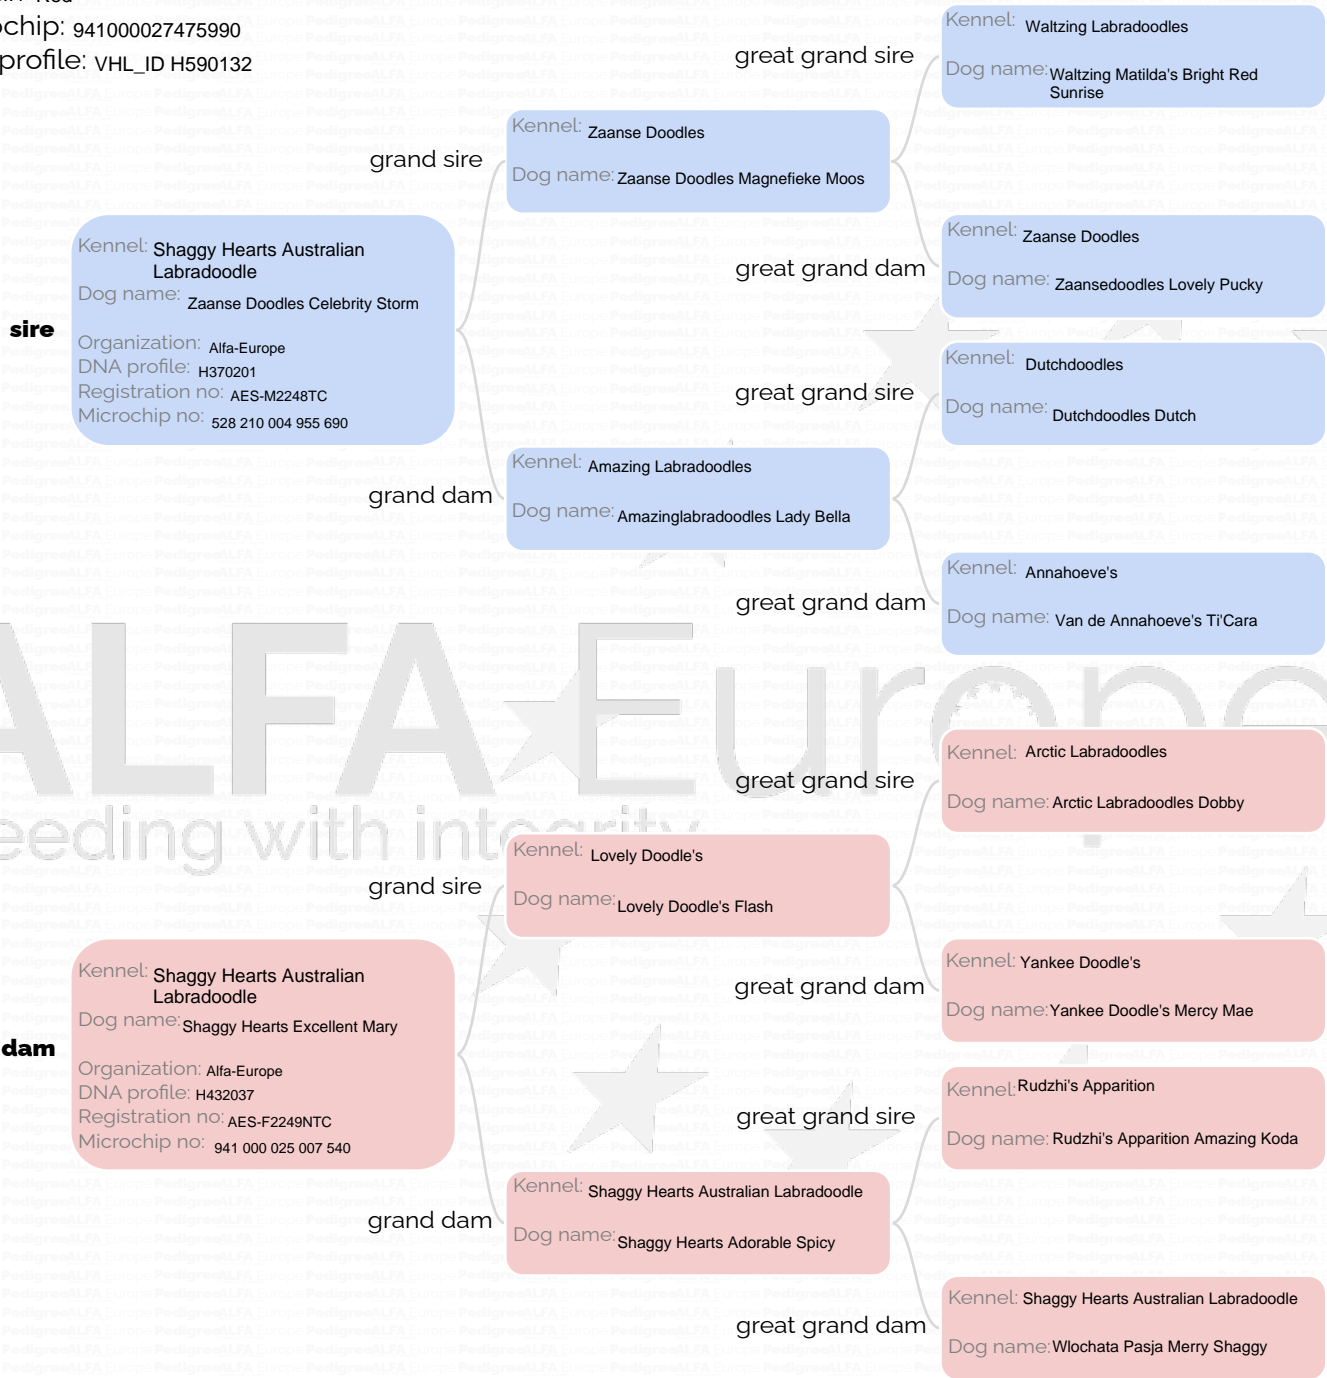 Red
ochip: 941000027475990
profile: VHL_ID H590132
sire
Kennel: Shaggy Hearts Australian
Labradoodle
Dog name: Zaanse Doodles Celebrity Storm
Organization: Alfa-Europe
DNA profile: H370201
Registration no: AES-M2248TC
Microchip no: 528 210 004 955 690
grand sire
Kennel: Zaanse Doodles
Dog name: Zaanse Doodles Magnefieke Moos
great grand sire
Kennel: Waltzing Labradoodles
Dog name: Waltzing Matilda's Bright Red
Sunrise
great grand dam
Kennel: Zaanse Doodles
Dog name: Zaansedoodles Lovely Pucky
grand dam
Kennel: Amazing Labradoodles
Dog name: Amazinglabradoodles Lady Bella
great grand sire
Kennel: Dutchdoodles
Dog name: Dutchdoodles Dutch
great grand dam
Kennel: Annahoeve's
Dog name: Van de Annahoeve's Ti'Cara
ALFA Europe
eeding with integrity
dam
Kennel: Shaggy Hearts Australian
Labradoodle
Dog name: Shaggy Hearts Excellent Mary
Organization: Alfa-Europe
DNA profile: H432037
Registration no: AES-F2249NTC
Microchip no: 941 000 025 007 540
grand sire
Kennel: Lovely Doodle's
Dog name: Lovely Doodle's Flash
great grand sire
Kennel: Arctic Labradoodles
Dog name: Arctic Labradoodles Dobby
great grand dam
Kennel: Yankee Doodle's
Dog name: Yankee Doodle's Mercy Mae
grand dam
Kennel: Shaggy Hearts Australian Labradoodle
Dog name: Shaggy Hearts Adorable Spicy
great grand sire
Kennel: Rudzhi's Apparition
Dog name: Rudzhi's Apparition Amazing Koda
great grand dam
Kennel: Shaggy Hearts Australian Labradoodle
Dog name: Wlochata Pasja Merry Shaggy